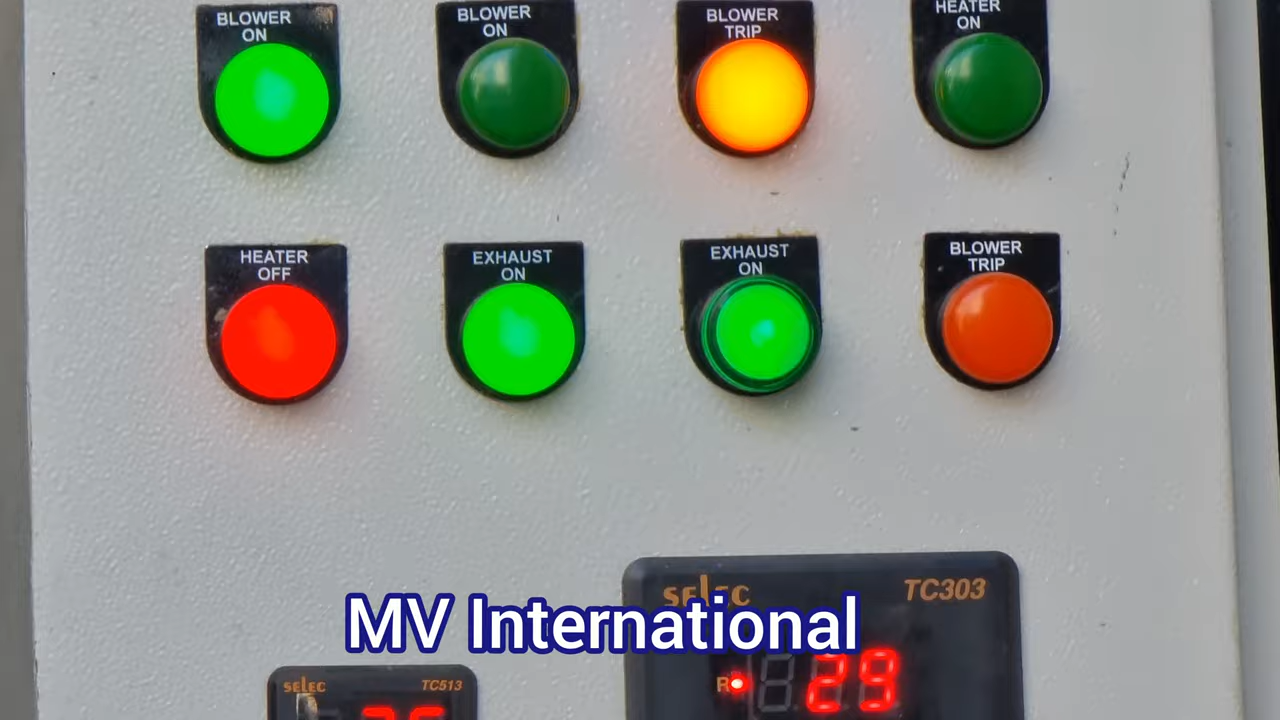 BLOWER
ON
BLOWER
ON
BLOWER
TRIP
HEATER
ON
HEATER
OFF
EXHAUST
ON
EXHAUST
ON
BLOWER
TRIP
selec
TC303
MV International
R
29
selec
TC513